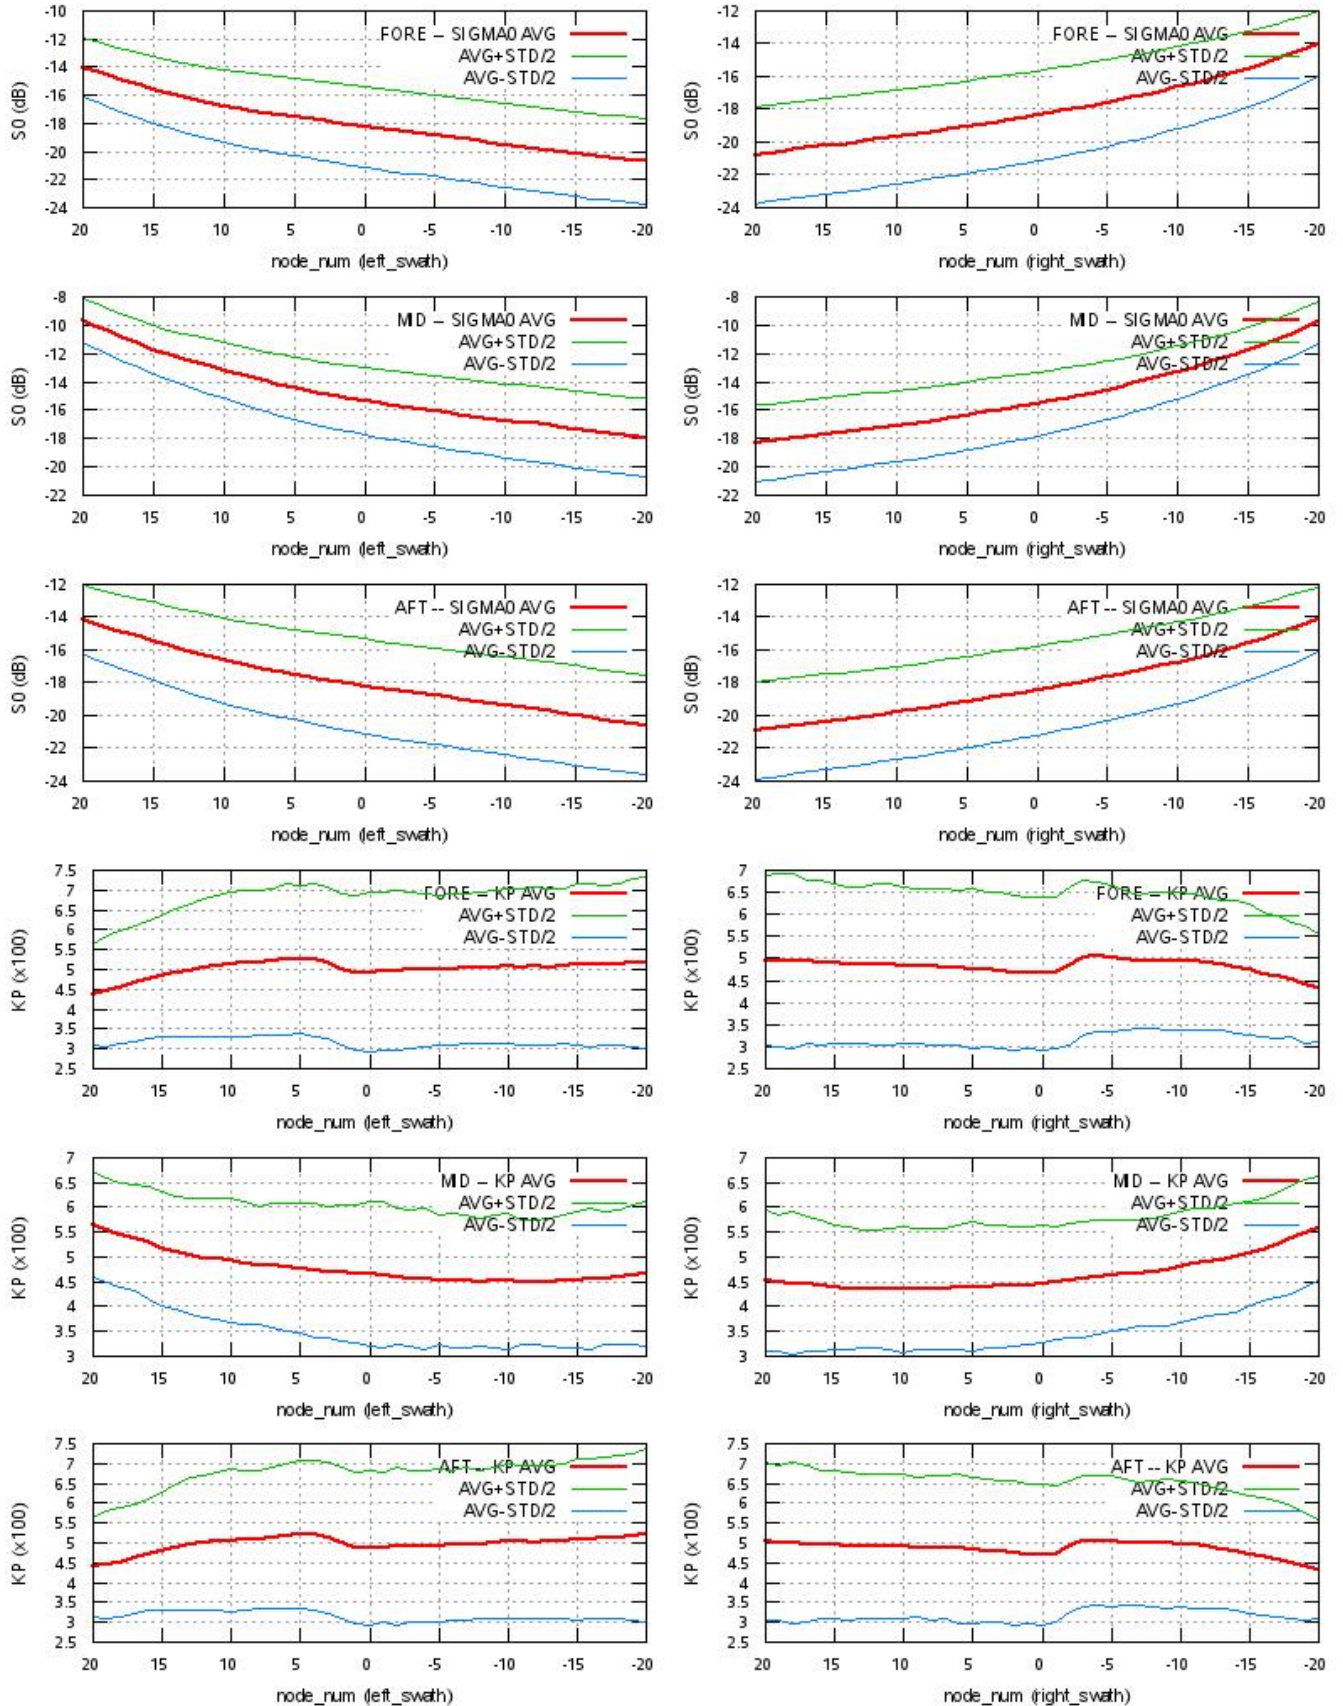 FORE -- SIGMA0 AVG
AVG+STD/2
AVG-STD/2
S0 (dB)
-10
-12
-14
-16
-18
-20
-22
-24
20 15 10 5 0 -5 -10 -15 -20
node_num (left_swath)
FORE -- SIGMA0 AVG
AVG+STD/2
AVG-STD/2
S0 (dB)
-12
-14
-16
-18
-20
-22
-24
20 15 10 5 0 -5 -10 -15 -20
node_num (right_swath)
MID -- SIGMA0 AVG
AVG+STD/2
AVG-STD/2
S0 (dB)
-8
-10
-12
-14
-16
-18
-20
-22
20 15 10 5 0 -5 -10 -15 -20
node_num (left_swath)
MID -- SIGMA0 AVG
AVG+STD/2
AVG-STD/2
S0 (dB)
-8
-10
-12
-14
-16
-18
-20
-22
20 15 10 5 0 -5 -10 -15 -20
node_num (right_swath)
AFT -- SIGMA0 AVG
AVG+STD/2
AVG-STD/2
S0 (dB)
-12
-14
-16
-18
-20
-22
-24
20 15 10 5 0 -5 -10 -15 -20
node_num (left_swath)
AFT -- SIGMA0 AVG
AVG+STD/2
AVG-STD/2
S0 (dB)
-12
-14
-16
-18
-20
-22
-24
20 15 10 5 0 -5 -10 -15 -20
node_num (right_swath)
FORE -- KP AVG
AVG+STD/2
AVG-STD/2
KP (x100)
7.5
7
6.5
6
5.5
5
4.5
4
3.5
3
2.5
20 15 10 5 0 -5 -10 -15 -20
node_num (left_swath)
FORE -- KP AVG
AVG+STD/2
AVG-STD/2
KP (x100)
7
6.5
6
5.5
5
4.5
4
3.5
3
2.5
20 15 10 5 0 -5 -10 -15 -20
node_num (right_swath)
MID -- KP AVG
AVG+STD/2
AVG-STD/2
KP (x100)
7
6.5
6
5.5
5
4.5
4
3.5
3
20 15 10 5 0 -5 -10 -15 -20
node_num (left_swath)
MID -- KP AVG
AVG+STD/2
AVG-STD/2
KP (x100)
7
6.5
6
5.5
5
4.5
4
3.5
3
20 15 10 5 0 -5 -10 -15 -20
node_num (right_swath)
AFT -- KP AVG
AVG+STD/2
AVG-STD/2
KP (x100)
7.5
7
6.5
6
5.5
5
4.5
4
3.5
3
2.5
20 15 10 5 0 -5 -10 -15 -20
node_num (left_swath)
AFT -- KP AVG
AVG+STD/2
AVG-STD/2
KP (x100)
7.5
7
6.5
6
5.5
5
4.5
4
3.5
3
2.5
20 15 10 5 0 -5 -10 -15 -20
node_num (right_swath)